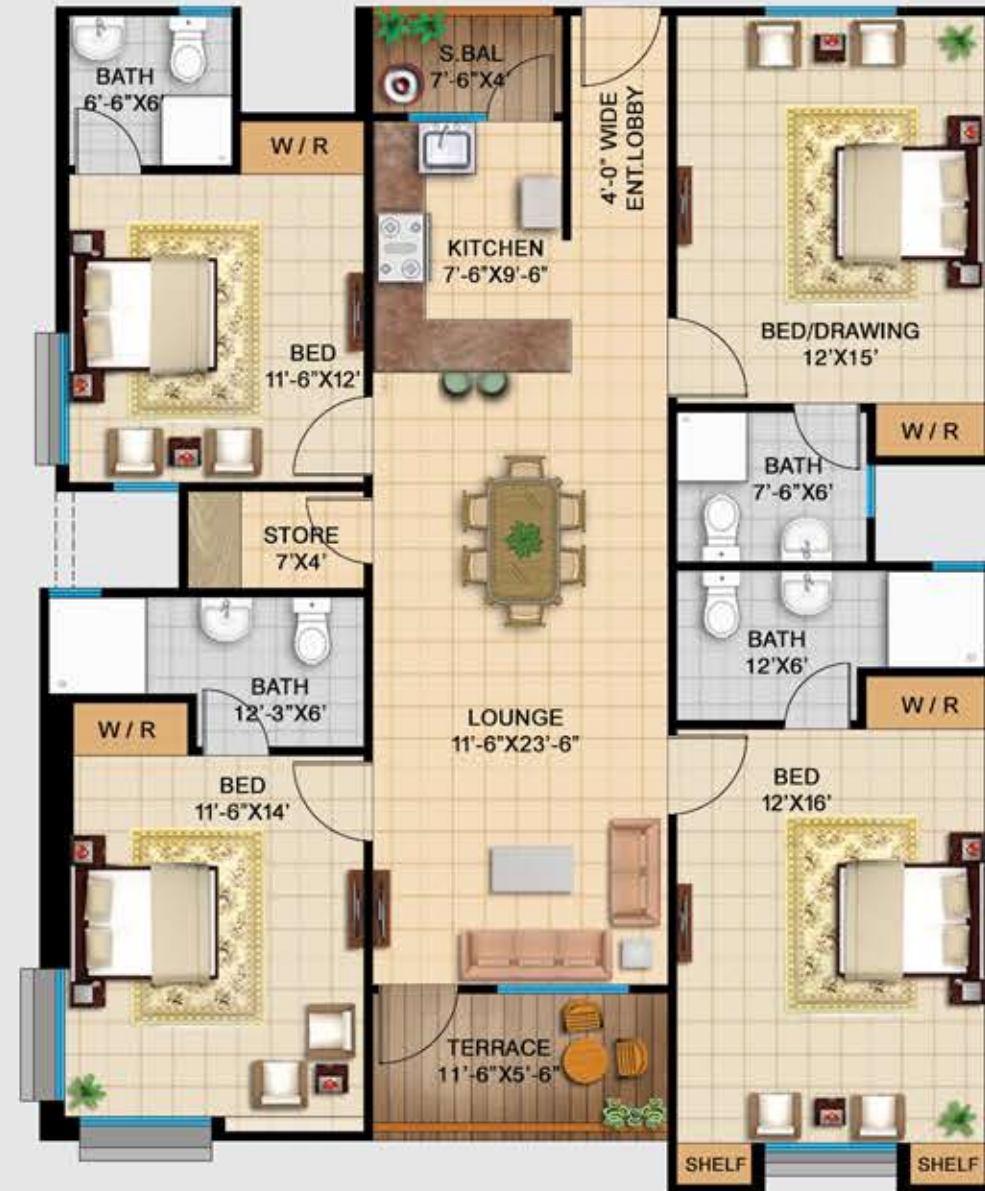 BATH
6'-6"X6'
W / R
S.BAL
7'-6"X4'
4'-0" WIDE
ENT.LOBBY
KITCHEN
7'-6"X9'-6"
BED
11'-6"X12'
BED/DRAWING
12'X15'
W / R
BATH
7'-6"X6'
STORE
7'X4'
BATH
12'X6'
BATH
12'-3"X6'
W / R
W / R
LOUNGE
11'-6"X23'-6"
BED
11'-6"X14'
BED
12'X16'
TERRACE
11'-6"X5'-6"
SHELF
SHELF